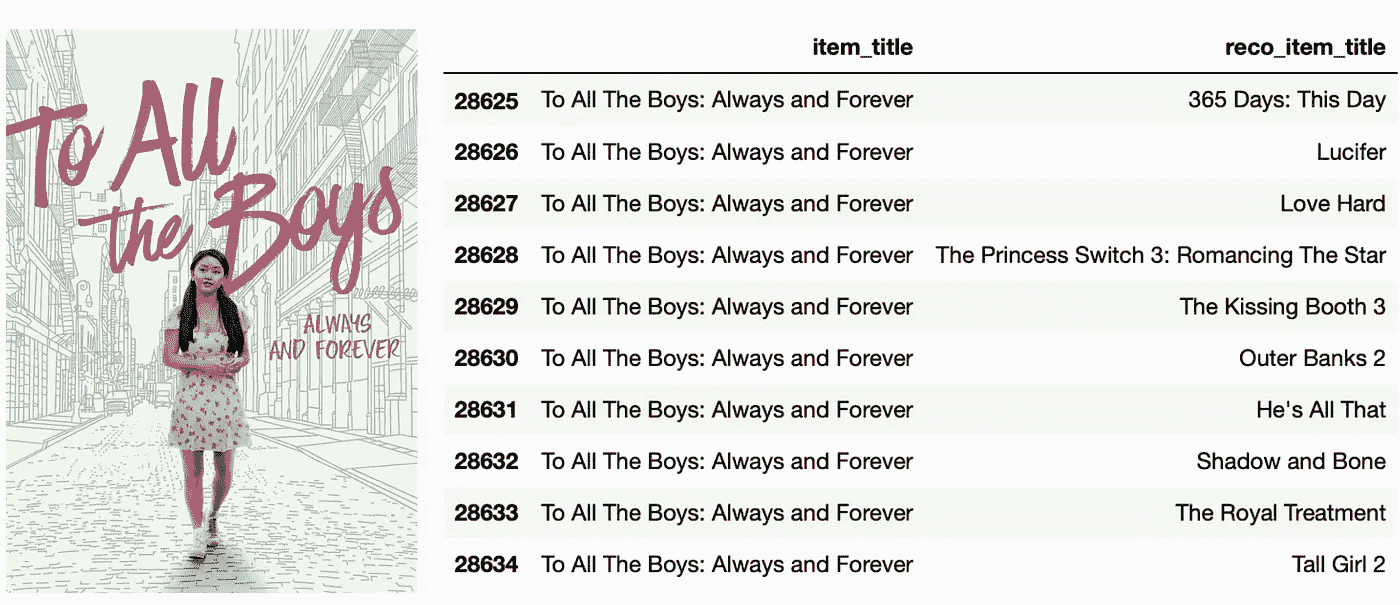 To All
the Boys
ALWAYS
AND FOREVER
item_title reco_item_title
28625 To All The Boys: Always and Forever 365 Days: This Day
28626 To All The Boys: Always and Forever Lucifer
28627 To All The Boys: Always and Forever Love Hard
28628 To All The Boys: Always and Forever The Princess Switch 3: Romancing The Star
28629 To All The Boys: Always and Forever The Kissing Booth 3
28630 To All The Boys: Always and Forever Outer Banks 2
28631 To All The Boys: Always and Forever He's All That
28632 To All The Boys: Always and Forever Shadow and Bone
28633 To All The Boys: Always and Forever The Royal Treatment
28634 To All The Boys: Always and Forever Tall Girl 2